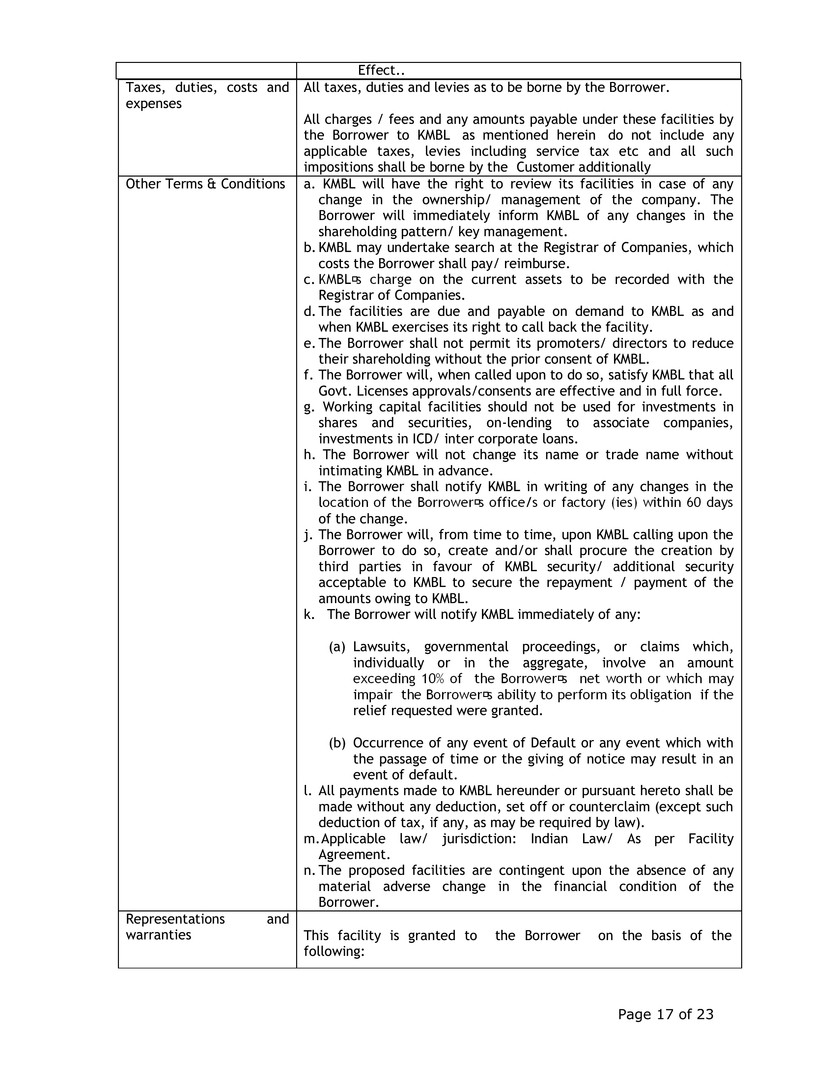 Effect..
Taxes, duties, costs and
expenses
All taxes, duties and levies as to be borne by the Borrower.
All charges / fees and any amounts payable under these facilities by
the Borrower to KMBL as mentioned herein do not include any
applicable taxes, levies including service tax etc and all such
impositions shall be borne by the Customer additionally
Other Terms & Conditions
a. KMBL will have the right to review its facilities in case of any
change in the ownership/ management of the company. The
Borrower will immediately inform KMBL of any changes in the
shareholding pattern/ key management.
b. KMBL may undertake search at the Registrar of Companies, which
costs the Borrower shall pay/ reimburse.
c. KMBL¤s charge on the current assets to be recorded with the
Registrar of Companies.
d. The facilities are due and payable on demand to KMBL as and
when KMBL exercises its right to call back the facility.
e. The Borrower shall not permit its promoters/ directors to reduce
their shareholding without the prior consent of KMBL.
f. The Borrower will, when called upon to do so, satisfy KMBL that all
Govt. Licenses approvals/consents are effective and in full force.
g. Working capital facilities should not be used for investments in
shares and securities, on-lending to associate companies,
investments in ICD/ inter corporate loans.
h. The Borrower will not change its name or trade name without
intimating KMBL in advance.
i. The Borrower shall notify KMBL in writing of any changes in the
location of the Borrower¤s office/s or factory (ies) within 60 days
of the change.
j. The Borrower will, from time to time, upon KMBL calling upon the
Borrower to do so, create and/or shall procure the creation by
third parties in favour of KMBL security/ additional security
acceptable to KMBL to secure the repayment / payment of the
amounts owing to KMBL.
k. The Borrower will notify KMBL immediately of any:
(a) Lawsuits, governmental proceedings, or claims which,
individually or in the aggregate, involve an amount
exceeding 10% of the Borrower¤s net worth or which may
impair the Borrower¤s ability to perform its obligation if the
relief requested were granted.
(b) Occurrence of any event of Default or any event which with
the passage of time or the giving of notice may result in an
event of default.
l. All payments made to KMBL hereunder or pursuant hereto shall be
made without any deduction, set off or counterclaim (except such
deduction of tax, if any, as may be required by law).
m. Applicable law/ jurisdiction: Indian Law/ As per Facility
Agreement.
n. The proposed facilities are contingent upon the absence of any
material adverse change in the financial condition of the
Borrower.
Representations and
warranties
This facility is granted to the Borrower on the basis of the
following:
Page 17 of 23